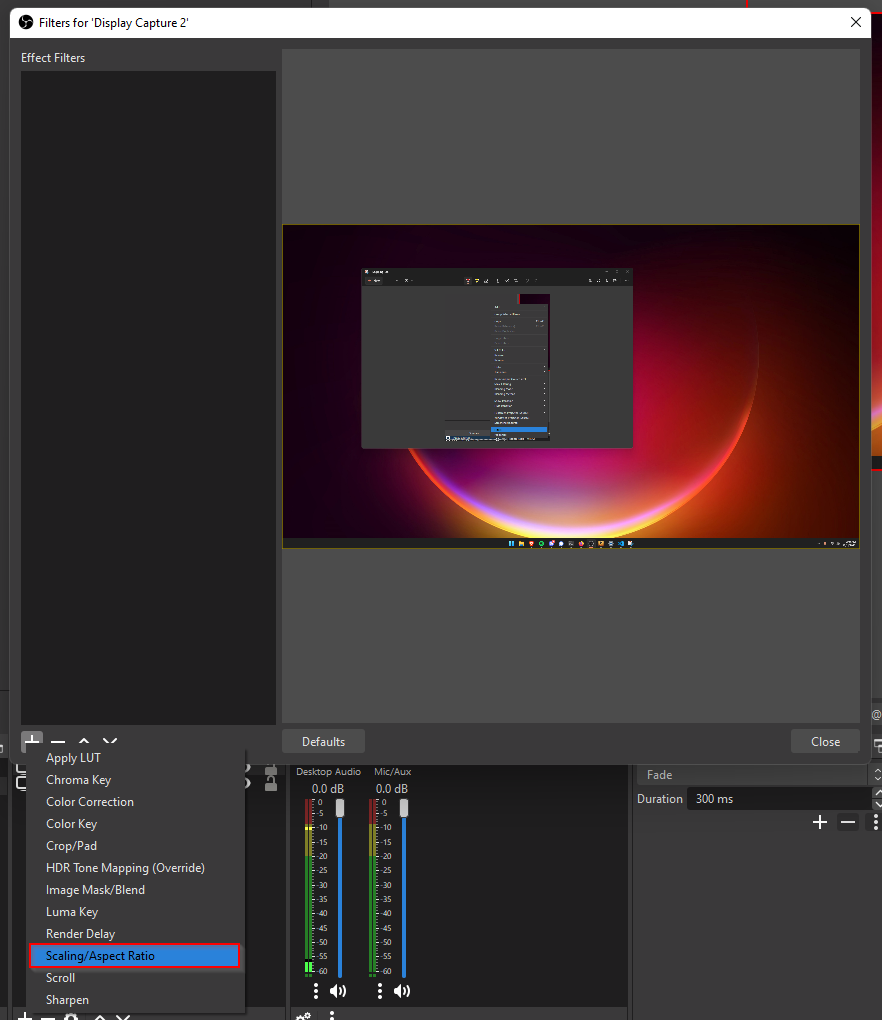 Filters for 'Display Capture 2'
Effect Filters
Defaults
Close
Apply LUT
Chroma Key
Color Correction
Color Key
Crop/Pad
HDR Tone Mapping (Override)
Image Mask/Blend
Luma Key
Render Delay
Scaling/Aspect Ratio
Scroll
Sharpen
Desktop Audio
0.0 dB
0
-5
-10
-15
-20
-25
-30
-35
-40
-45
-50
-55
-60
Mic/Aux
0.0 dB
0
-5
-10
-15
-20
-25
-30
-35
-40
-45
-50
-55
-60
Fade
Duration 300 ms
@